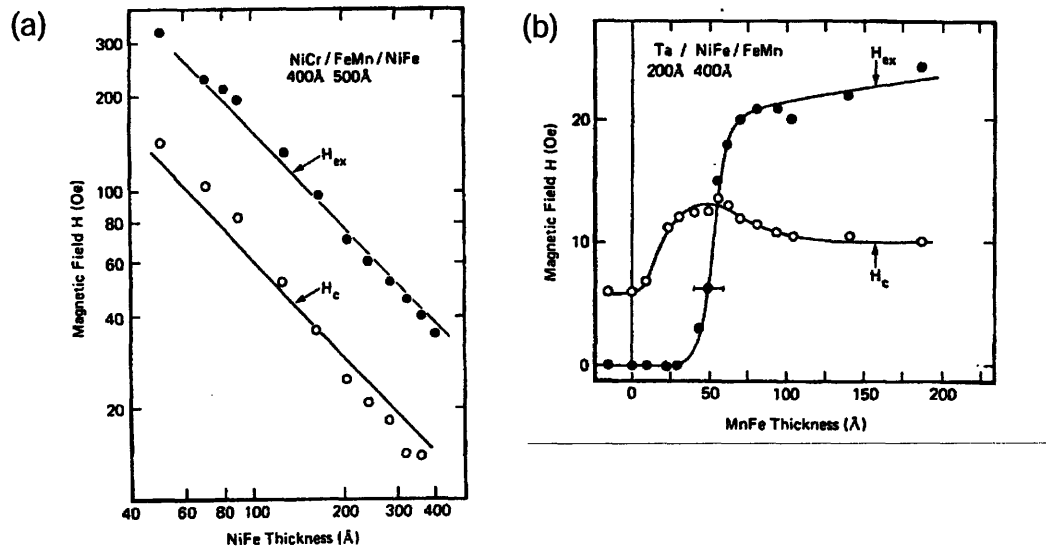 (a)
300
200
100
80
60
40
20
Magnetic Field H (Oe)
NiCr/FeMn/NiFe
400Å 500Å
Hex
Hc
40 60 80 100 200 300 400
NiFe Thickness (Å)
(b)
Ta / NiFe/FeMn
200Å 400Å
Hex
Hc
20
10
0
Magnetic Field H (Oe)
0 50 100 150 200
MnFe Thickness (Å)